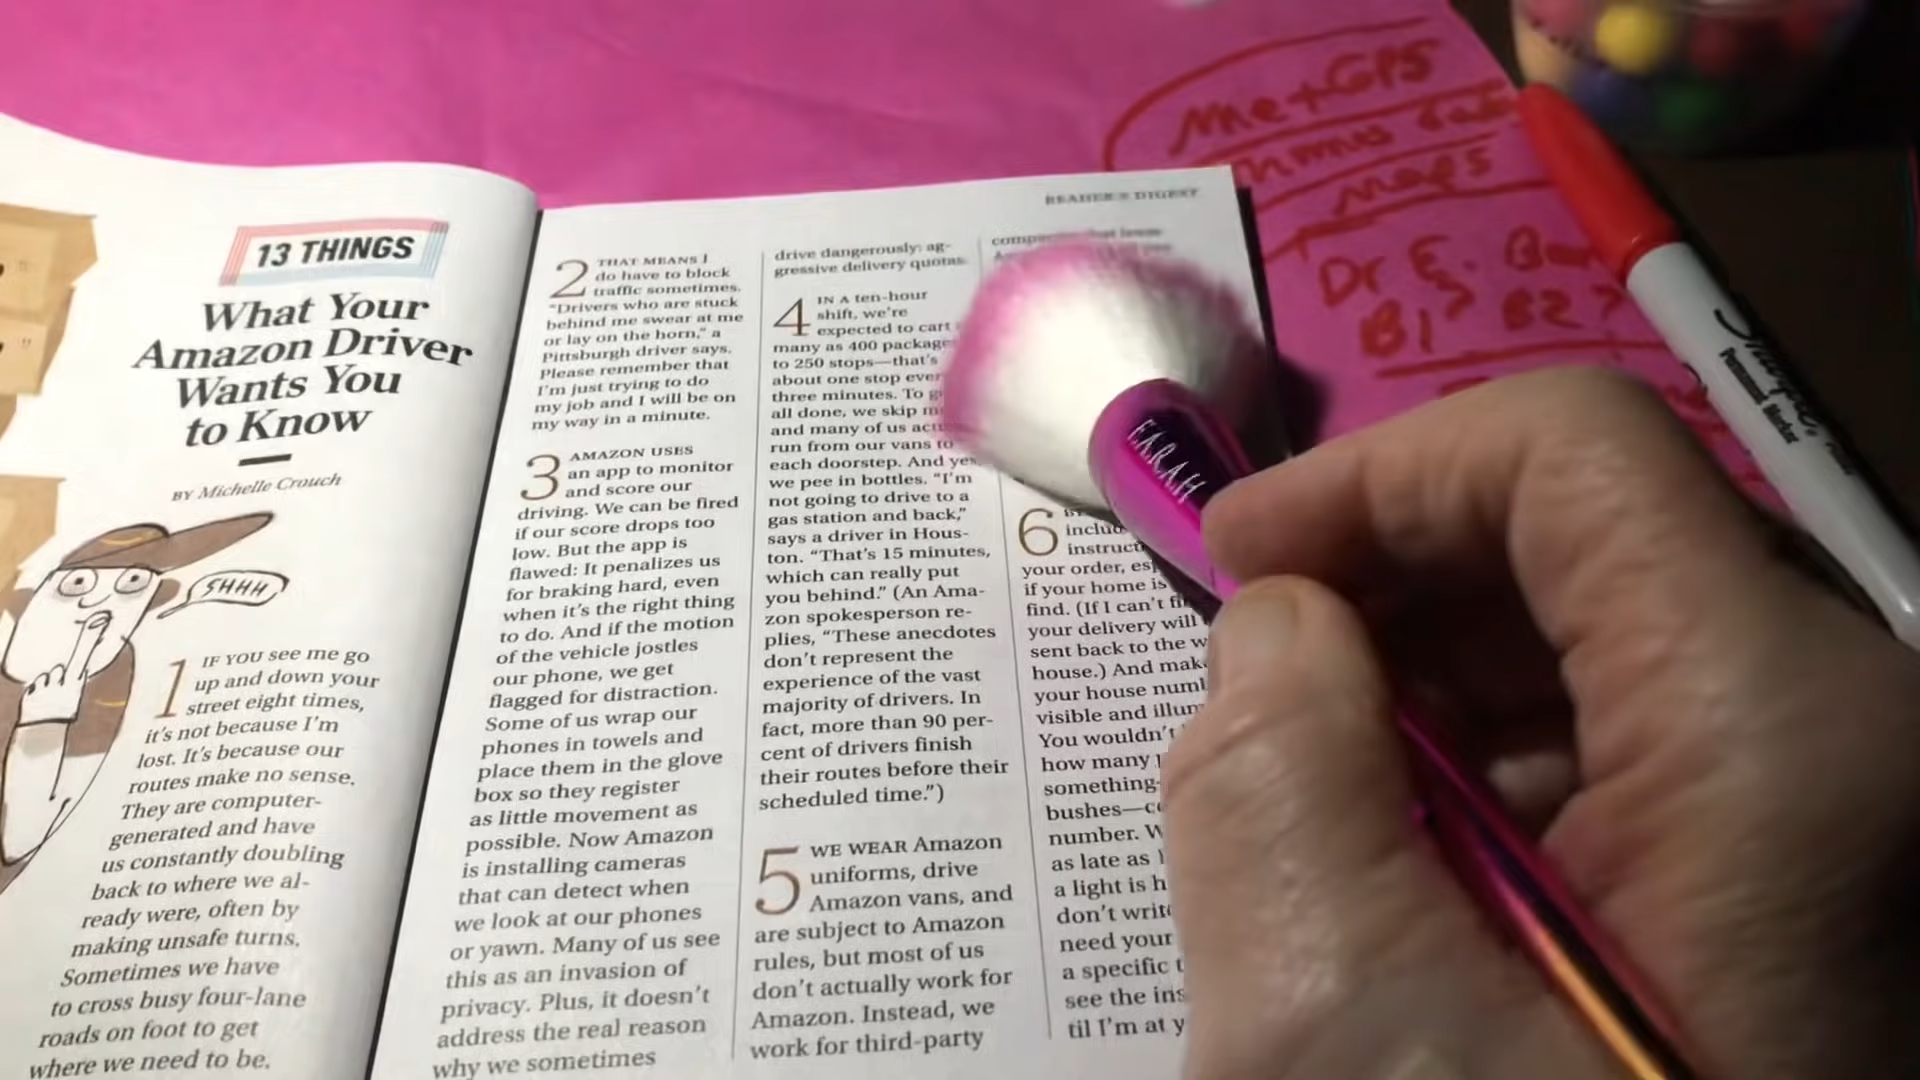 13 THINGS
What Your
Amazon Driver
Wants You
to Know
BY Michelle Crouch
SHHH
1 IF YOU see me go
up and down your
street eight times,
it's not because I'm
lost. It's because our
routes make no sense.
They are computer-
generated and have
us constantly doubling
back to where we al-
ready were, often by
making unsafe turns.
Sometimes we have
to cross busy four-lane
roads on foot to get
where we need to be.
READER'S DIGEST
2 THAT MEANS I
do have to block
traffic sometimes.
"Drivers who are stuck
behind me swear at me
or lay on the horn," a
Pittsburgh driver says.
Please remember that
I'm just trying to do
my job and I will be on
my way in a minute.
3 AMAZON USES
an app to monitor
and score our
driving. We can be fired
if our score drops too
low. But the app is
flawed: It penalizes us
for braking hard, even
when it's the right thing
to do. And if the motion
of the vehicle jostles
our phone, we get
flagged for distraction.
Some of us wrap our
phones in towels and
place them in the glove
box so they register
as little movement as
possible. Now Amazon
is installing cameras
that can detect when
we look at our phones
or yawn. Many of us see
this as an invasion of
privacy. Plus, it doesn't
address the real reason
why we sometimes
drive dangerously: ag-
gressive delivery quotas.
4 IN A ten-hour
shift, we're
expected to cart
many as 400 package
to 250 stops—that's
about one stop ever
three minutes. To
all done, we skip
and many of us
run from our vans to
each doorstep. And yes,
we pee in bottles. "I'm
not going to drive to a
gas station and back,"
says a driver in Hous-
ton. "That's 15 minutes,
which can really put
you behind." (An Ama-
zon spokesperson re-
plies, "These anecdotes
don't represent the
experience of the vast
majority of drivers. In
fact, more than 90 per-
cent of drivers finish
their routes before their
scheduled time.")
5 WE WEAR Amazon
uniforms, drive
Amazon vans, and
are subject to Amazon
rules, but most of us
don't actually work for
Amazon. Instead, we
work for third-party
6
instruct
your order,
if your home is
find. (If I can't
your delivery will
sent back to the
house.) And mak
your house num
visible and illum
You wouldn't
how many
something
bushes—
number.
as late as
a light is
don't write
need your
a specific
see the ins
til I'm at
FARAH
Me+GPS
maps
Dr E.
B1? B2?
Sharpie
Permanent Marker